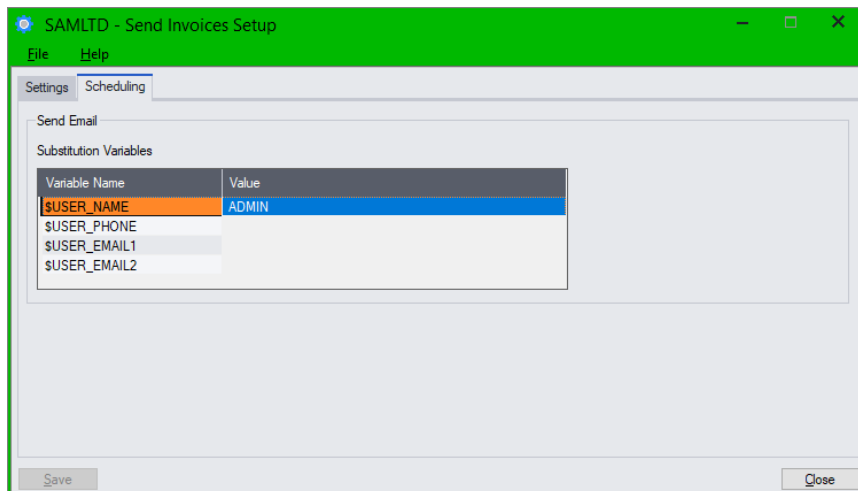 SAMLTD - Send Invoices Setup
File Help
Settings Scheduling
Send Email
Substitution Variables
Variable Name Value
$USER_NAME ADMIN
$USER_PHONE
$USER_EMAIL1
$USER_EMAIL2
Save Close